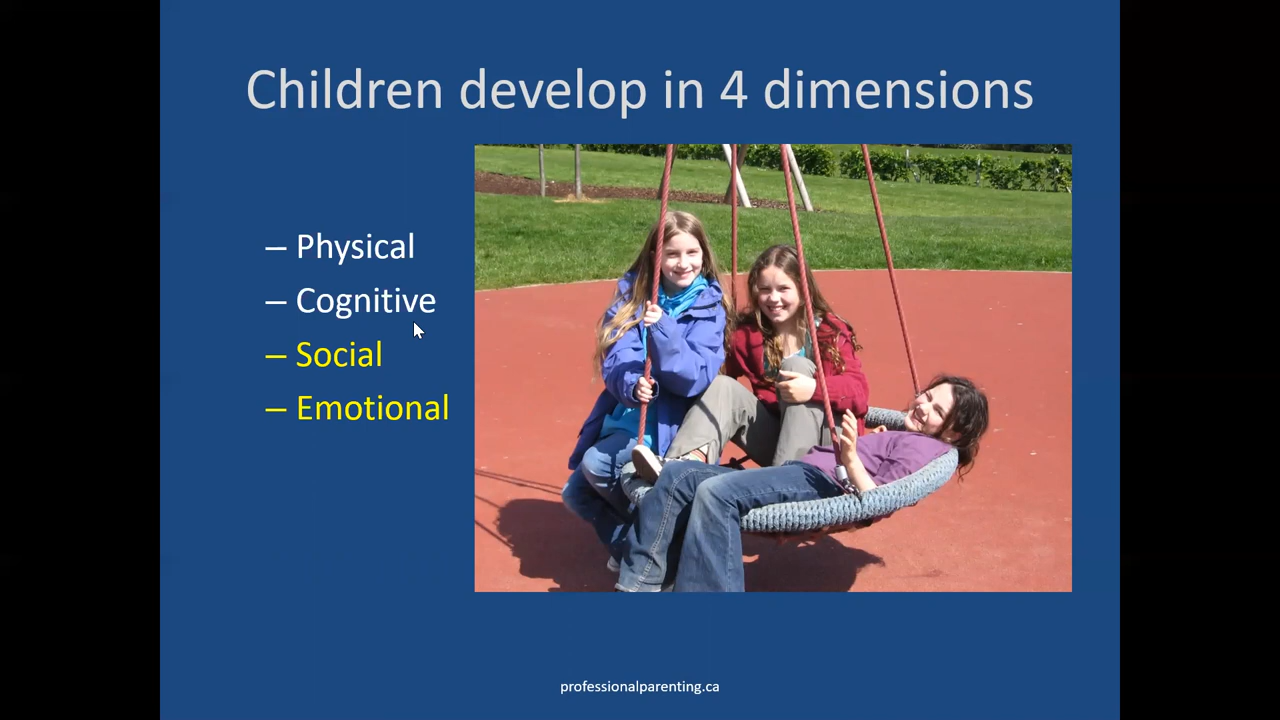 Children develop in 4 dimensions
– Physical
– Cognitive
– Social
– Emotional
professionalparenting.ca